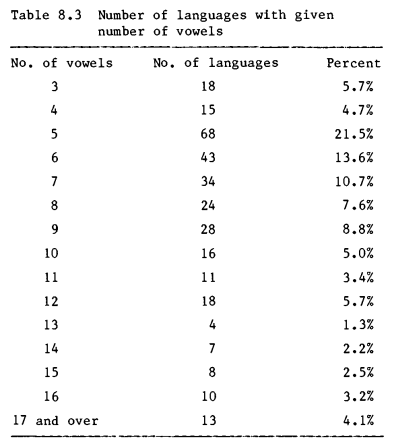 Table 8.3 Number of languages with given
number of vowels
No. of vowels No. of languages Percent
3 18 5.7%
4 15 4.7%
5 68 21.5%
6 43 13.6%
7 34 10.7%
8 24 7.6%
9 28 8.8%
10 16 5.0%
11 11 3.4%
12 18 5.7%
13 4 1.3%
14 7 2.2%
15 8 2.5%
16 10 3.2%
17 and over 13 4.1%